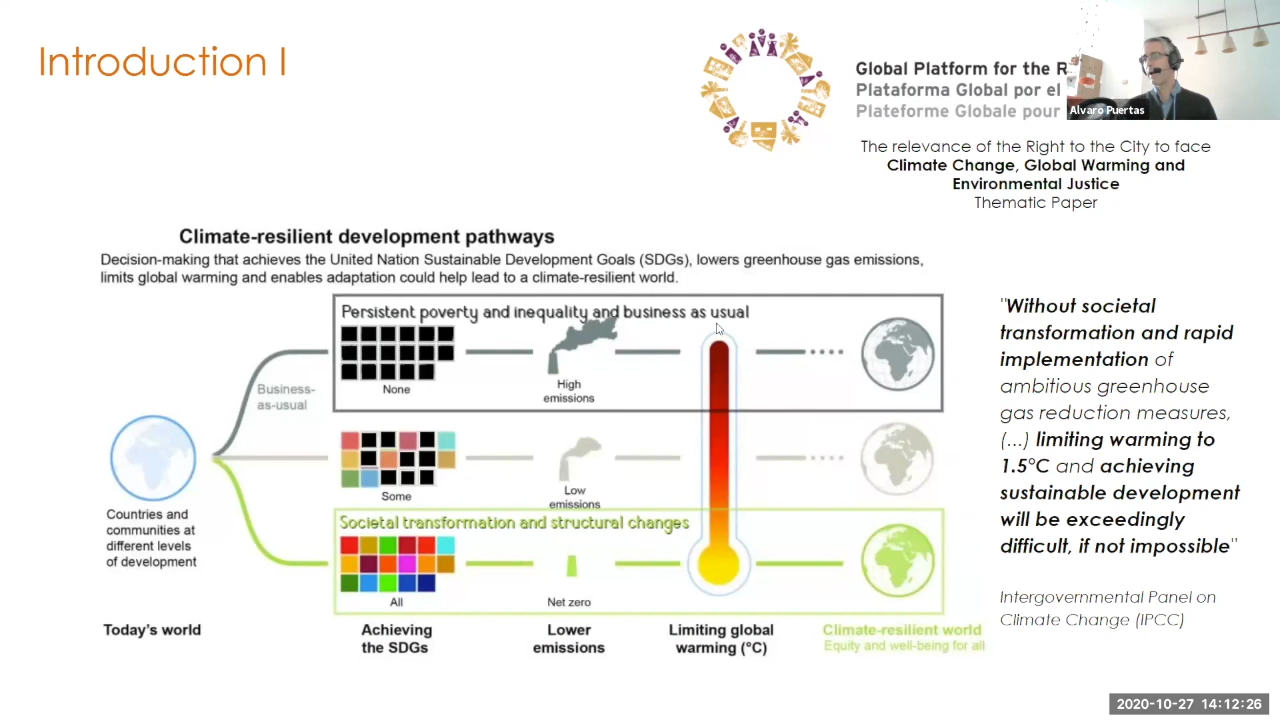 Introduction I
Global Platform for the R
Plataforma Global por el
Plateforme Globale pour
Alvaro Puertas
The relevance of the Right to the City to face
Climate Change, Global Warming and
Environmental Justice
Thematic Paper
Climate-resilient development pathways
Decision-making that achieves the United Nation Sustainable Development Goals (SDGs), lowers greenhouse gas emissions,
limits global warming and enables adaptation could help lead to a climate-resilient world.
Persistent poverty and inequality and business as usual
Business-
as-usual
None
High
emissions
Some
Low
emissions
Countries and
communities at
different levels
of development
Societal transformation and structural changes
All
Net zero
Today's world
Achieving
the SDGs
Lower
emissions
Limiting global
warming (°C)
Climate-resilient world
Equity and well-being for all
"Without societal
transformation and rapid
implementation of
ambitious greenhouse
gas reduction measures,
(...) limiting warming to
1.5°C and achieving
sustainable development
will be exceedingly
difficult, if not impossible"
Intergovernmental Panel on
Climate Change (IPCC)
2020-10-27 14:12:26